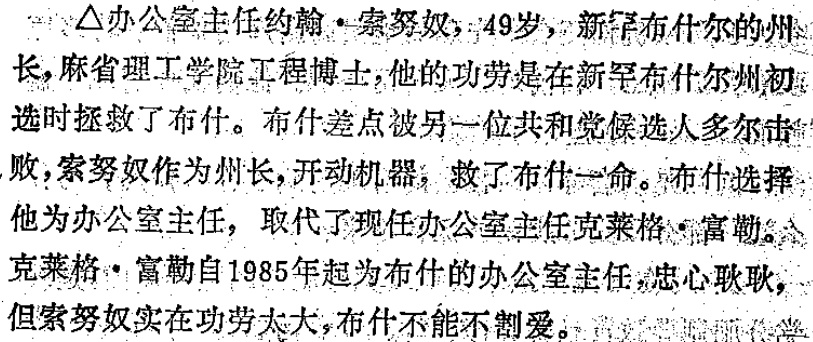 △办公室主任约翰·索努奴，49岁，新罕布什尔的州
长，麻省理工学院工程博士，他的功劳是在新罕布什尔州初
选时拯救了布什。布什差点被另一位共和党候选人多尔击
败，索努奴作为州长，开动机器，救了布什一命。布什选择
他为办公室主任，取代了现任办公室主任克莱格·富勒。
克莱格·富勒自1985年起为布什的办公室主任，忠心耿耿，
但索努奴实在功劳太大，布什不能不割爱。